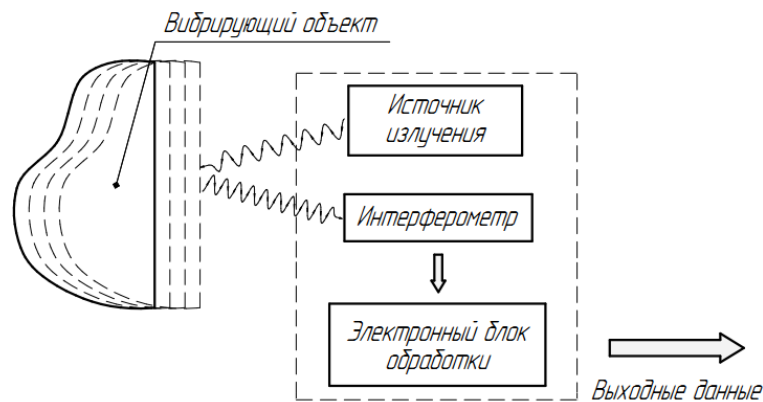 Вибрирующий объект
Источник
излучения
Интерферометр
Электронный блок
обработки
Выходные данные